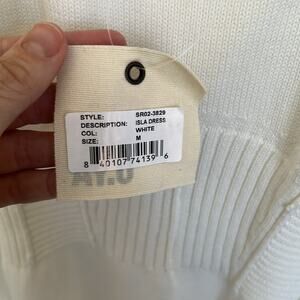 STYLE: SR02-3829
DESCRIPTION: ISLA DRESS
COL: WHITE
SIZE: M
8 40107 74139 6